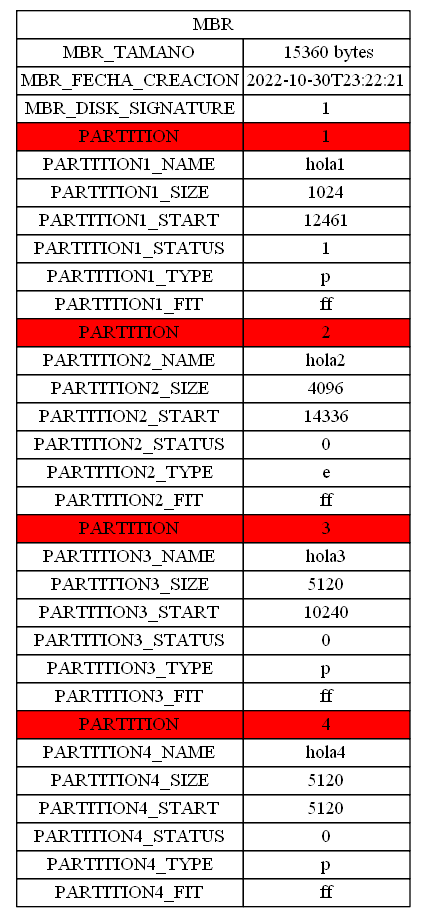 MBR
MBR_TAMANO 15360 bytes
MBR_FECHA_CREACION 2022-10-30T23:22:21
MBR_DISK_SIGNATURE 1
PARTITION 1
PARTITION1_NAME hola1
PARTITION1_SIZE 1024
PARTITION1_START 12461
PARTITION1_STATUS 1
PARTITION1_TYPE p
PARTITION1_FIT ff
PARTITION 2
PARTITION2_NAME hola2
PARTITION2_SIZE 4096
PARTITION2_START 14336
PARTITION2_STATUS 0
PARTITION2_TYPE e
PARTITION2_FIT ff
PARTITION 3
PARTITION3_NAME hola3
PARTITION3_SIZE 5120
PARTITION3_START 10240
PARTITION3_STATUS 0
PARTITION3_TYPE p
PARTITION3_FIT ff
PARTITION 4
PARTITION4_NAME hola4
PARTITION4_SIZE 5120
PARTITION4_START 5120
PARTITION4_STATUS 0
PARTITION4_TYPE p
PARTITION4_FIT ff